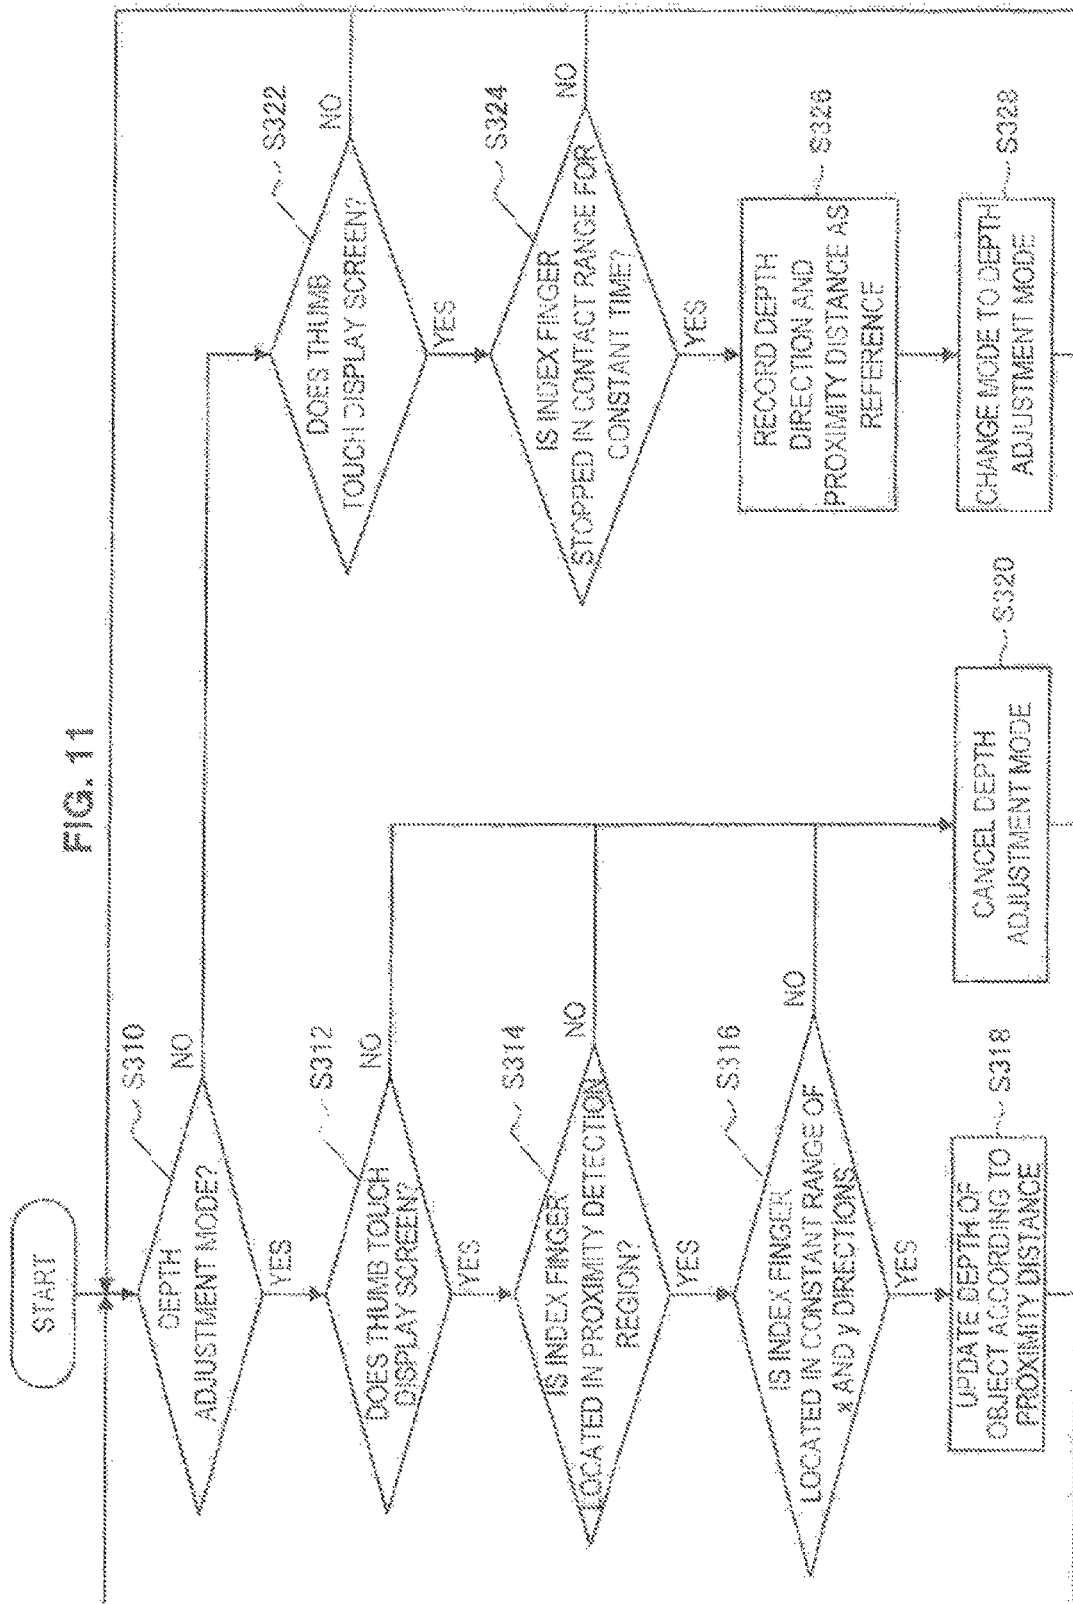 FIG. 11
START
DEPTH
ADJUSTMENT MODE?
S310
NO
YES
DOES THUMB TOUCH
DISPLAY SCREEN?
S312
NO
YES
IS INDEX FINGER
LOCATED IN PROXIMITY DETECTION
REGION?
S314
NO
YES
IS INDEX FINGER
LOCATED IN CONSTANT RANGE OF
x AND y DIRECTIONS
S316
NO
YES
UPDATE DEPTH OF
OBJECT ACCORDING TO
PROXIMITY DISTANCE
S318
CANCEL DEPTH
ADJUSTMENT MODE
S320
DOES THUMB
TOUCH DISPLAY SCREEN?
S322
NO
YES
IS INDEX FINGER
STOPPED IN CONTACT RANGE FOR
CONSTANT TIME?
S324
NO
YES
RECORD DEPTH
DIRECTION AND
PROXIMITY DISTANCE AS
REFERENCE
S326
CHANGE MODE TO DEPTH
ADJUSTMENT MODE
S328